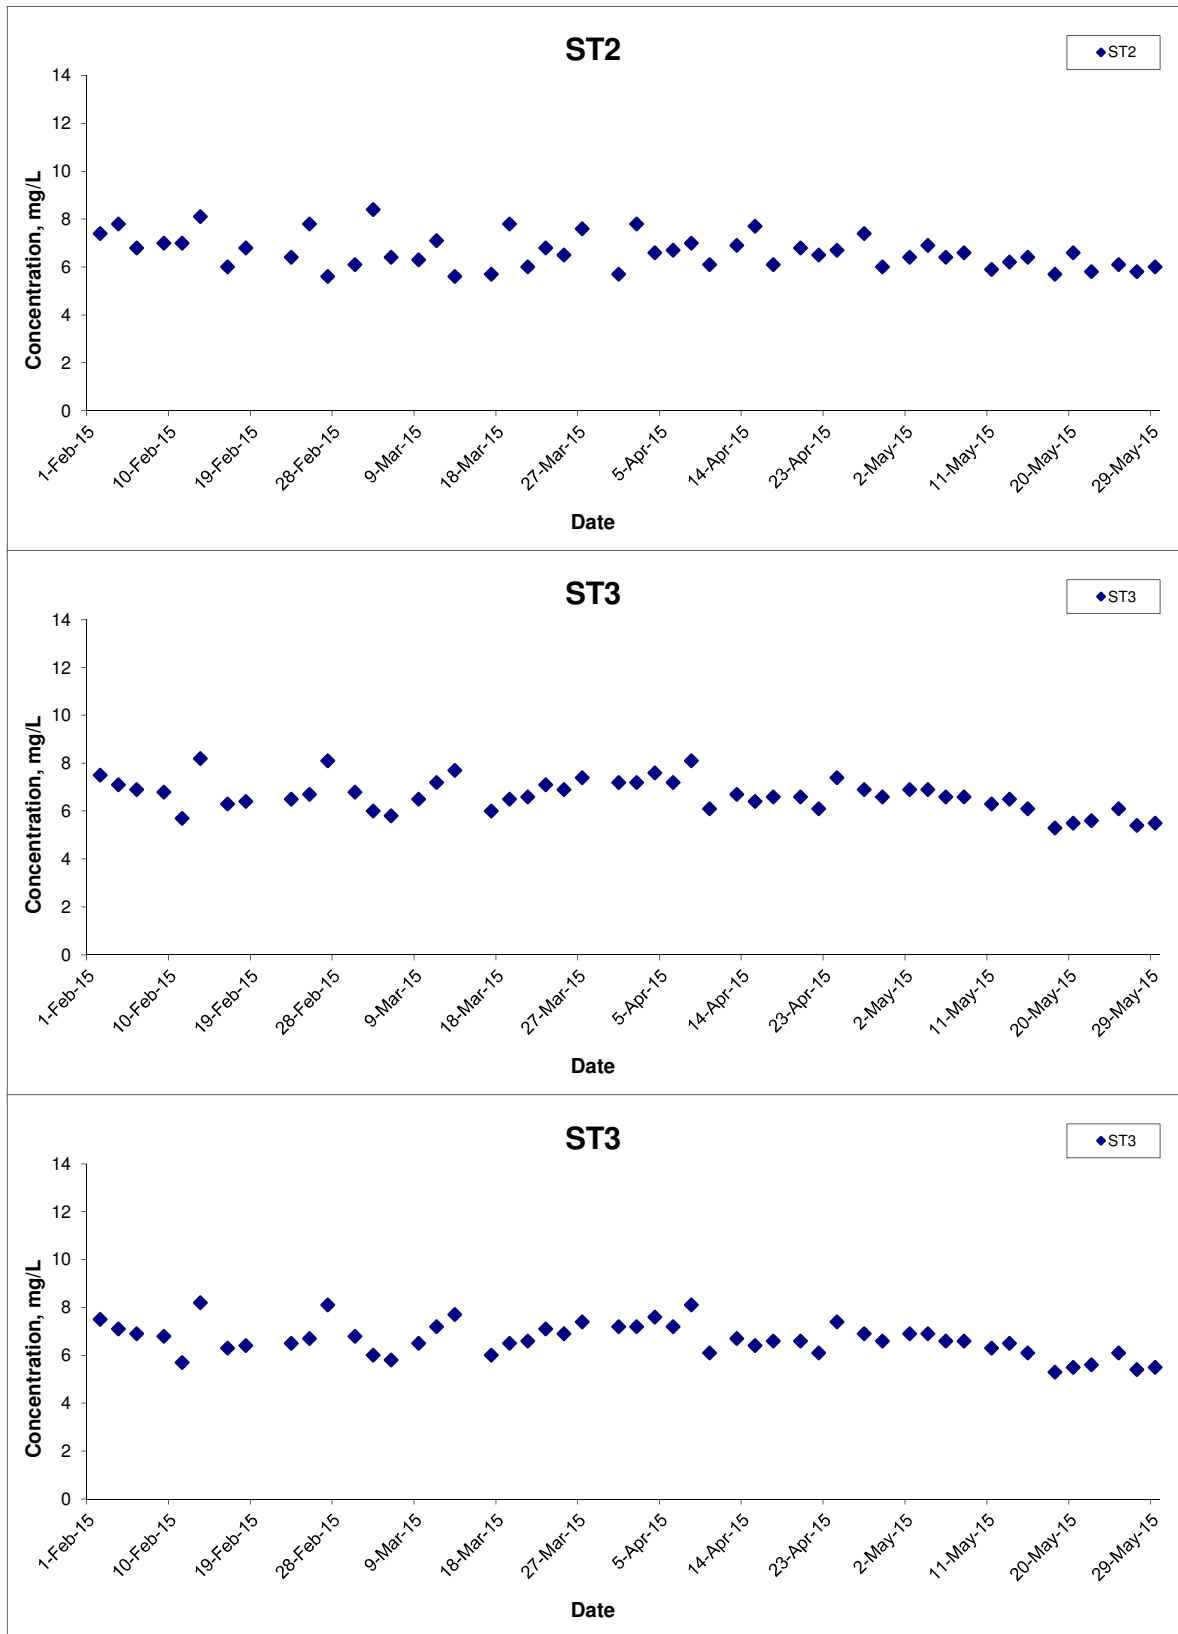 ST2
ST2
14
12
10
8
6
4
2
0
Concentration, mg/L
1-Feb-15
10-Feb-15
19-Feb-15
28-Feb-15
9-Mar-15
18-Mar-15
27-Mar-15
5-Apr-15
14-Apr-15
23-Apr-15
2-May-15
11-May-15
20-May-15
29-May-15
Date
ST3
ST3
14
12
10
8
6
4
2
0
Concentration, mg/L
1-Feb-15
10-Feb-15
19-Feb-15
28-Feb-15
9-Mar-15
18-Mar-15
27-Mar-15
5-Apr-15
14-Apr-15
23-Apr-15
2-May-15
11-May-15
20-May-15
29-May-15
Date
ST3
ST3
14
12
10
8
6
4
2
0
Concentration, mg/L
1-Feb-15
10-Feb-15
19-Feb-15
28-Feb-15
9-Mar-15
18-Mar-15
27-Mar-15
5-Apr-15
14-Apr-15
23-Apr-15
2-May-15
11-May-15
20-May-15
29-May-15
Date